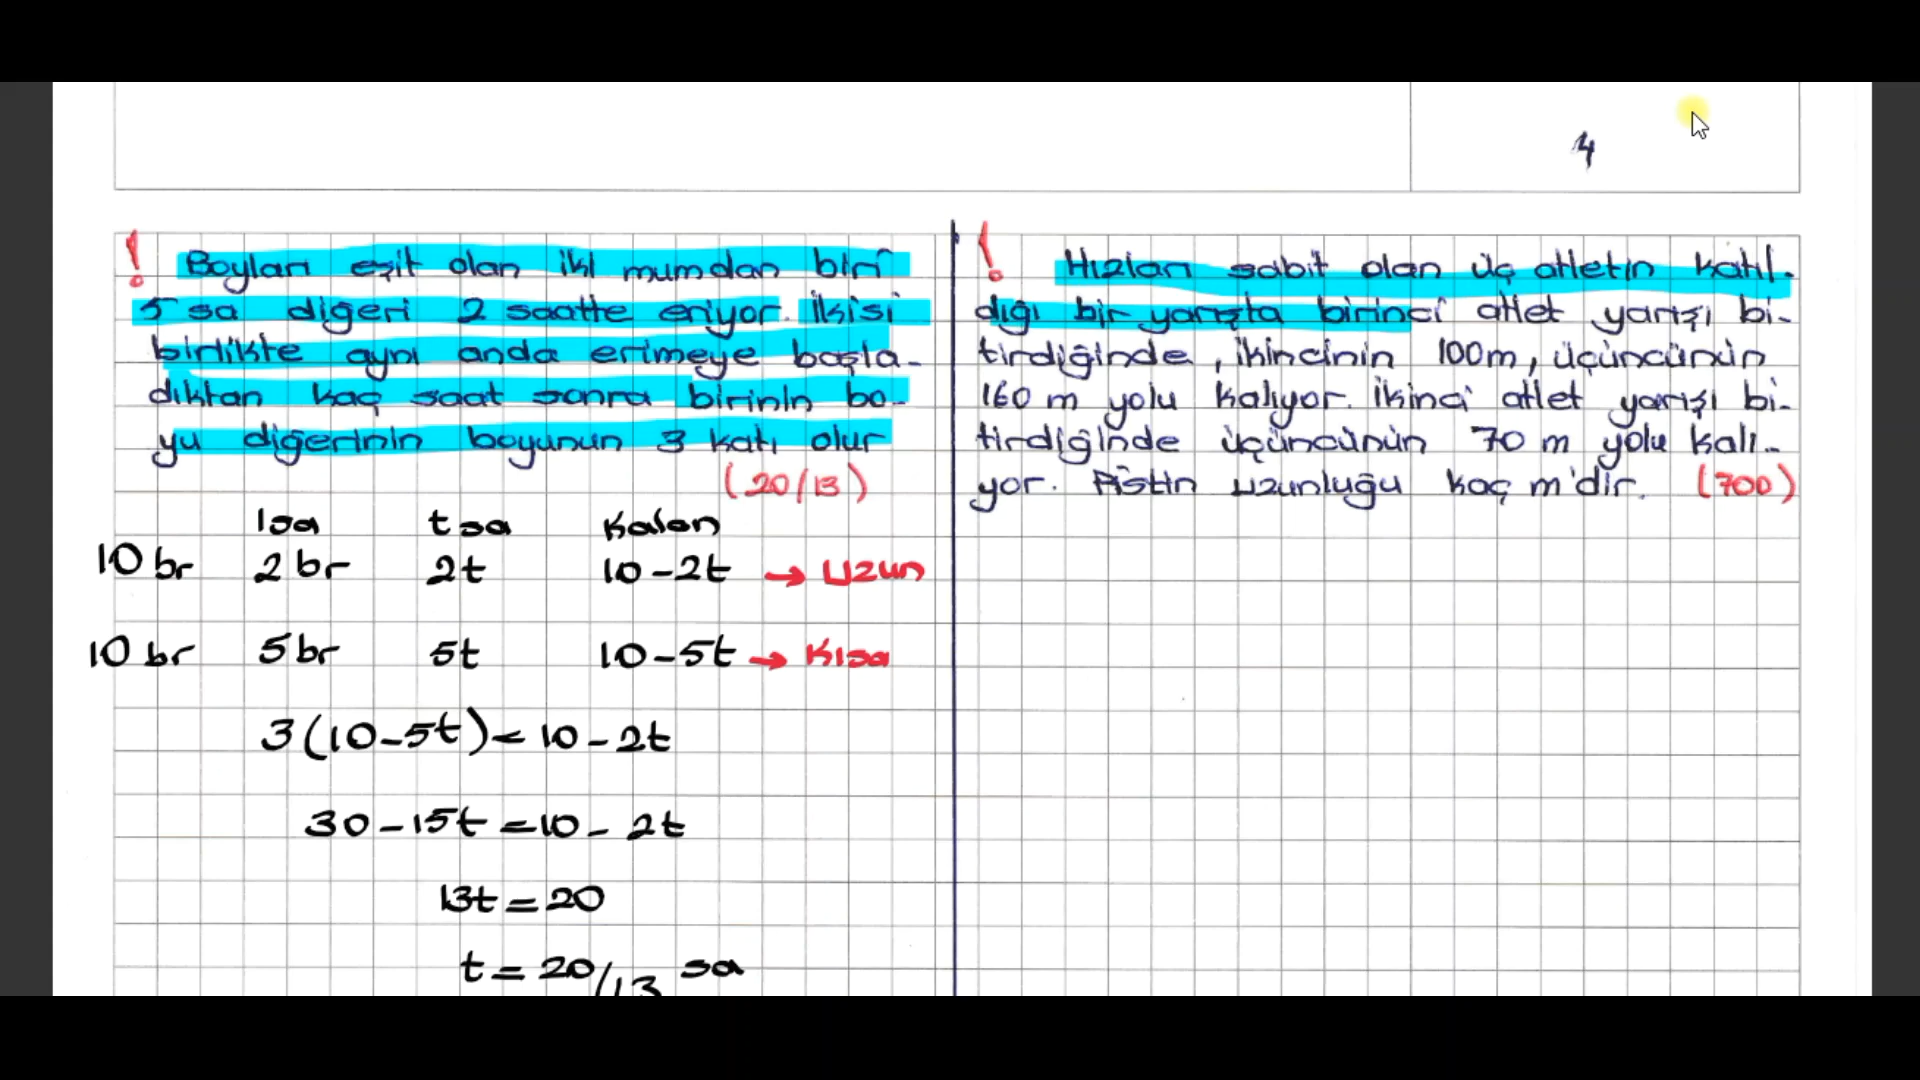 4
! Boyları eşit olan iki mumdan biri
5 sa diğeri 2 saatte eriyor. İkisi
birlikte aynı anda erimeye başla-
dıktan kaç saat sonra birinin bo-
yu diğerinin boyunun 3 katı olur
(20/13)
1sa tsa Kalan
10 br 2 br 2t 10-2t → Uzun
10 br 5 br 5t 10-5t → Kısa
3(10-5t)=10-2t
30-15t=10-2t
13t=20
t=20/13 sa
! Hızları sabit olan üç atletin katıl-
dığı bir yarışta birinci atlet yarışı bi-
tirdiğinde, ikincinin 100m, üçüncünün
160 m yolu kalıyor. İkinci atlet yarışı bi-
tirdiğinde üçüncünün 70 m yolu kalı-
yor. Pistin uzunluğu kaç m'dir. (700)